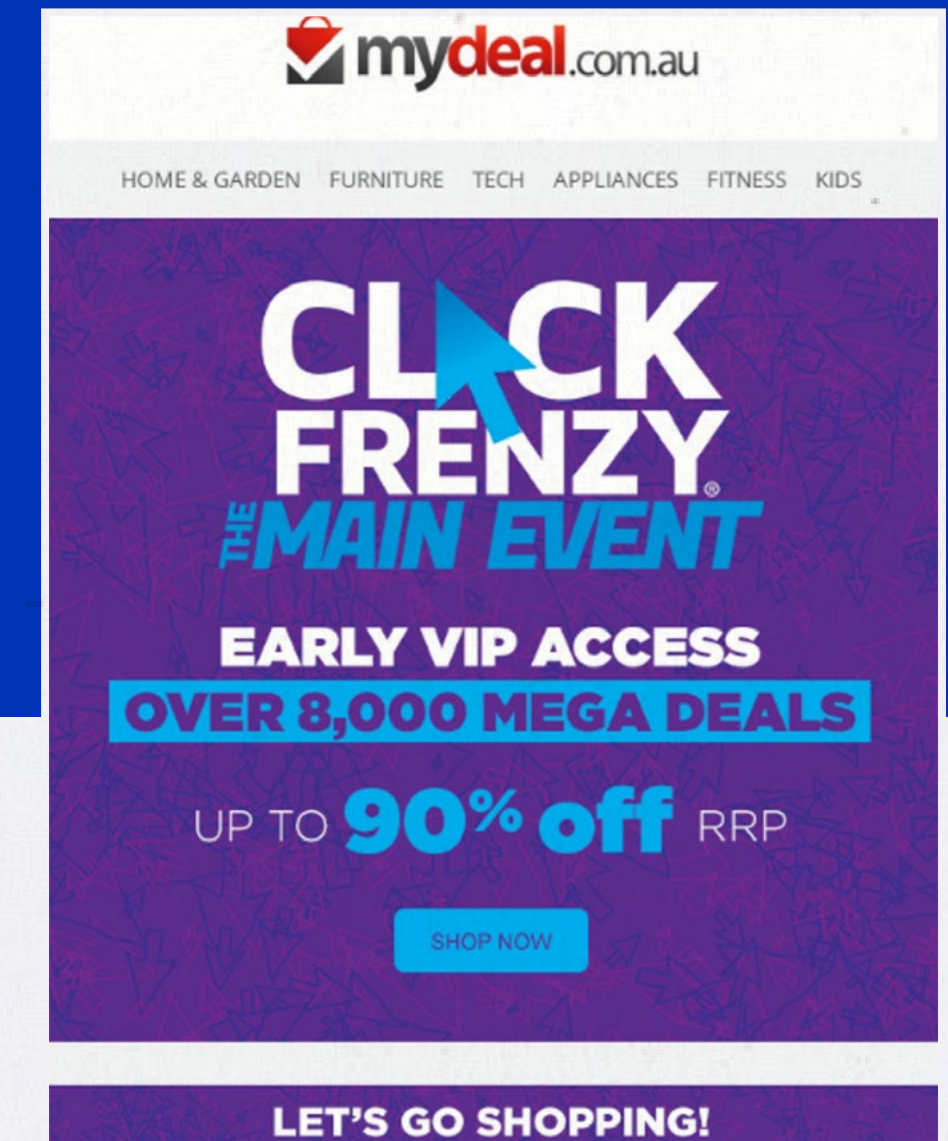 mydeal.com.au
HOME & GARDEN FURNITURE TECH APPLIANCES FITNESS KIDS
CLICK
FRENZY®
THE MAIN EVENT
EARLY VIP ACCESS
OVER 8,000 MEGA DEALS
UP TO 90% off RRP
SHOP NOW
LET'S GO SHOPPING!